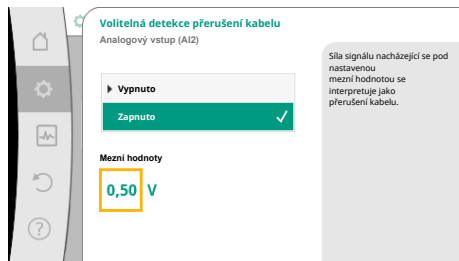 Volitelná detekce přerušení kabelu
Analogový vstup (AI2)
Síla signálu nacházející se pod
nastavenou
mezní hodnotou se
interpretuje jako
přerušení kabelu.
Vypnuto
Zapnuto
Mezní hodnoty
0,50 V